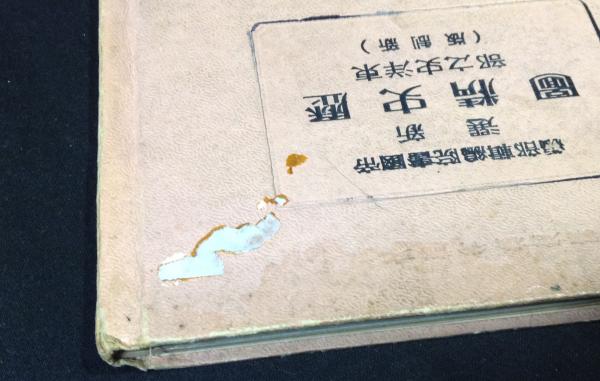 帝國書院編輯部編
新選
歷史精圖
東洋史之部
(新制版)